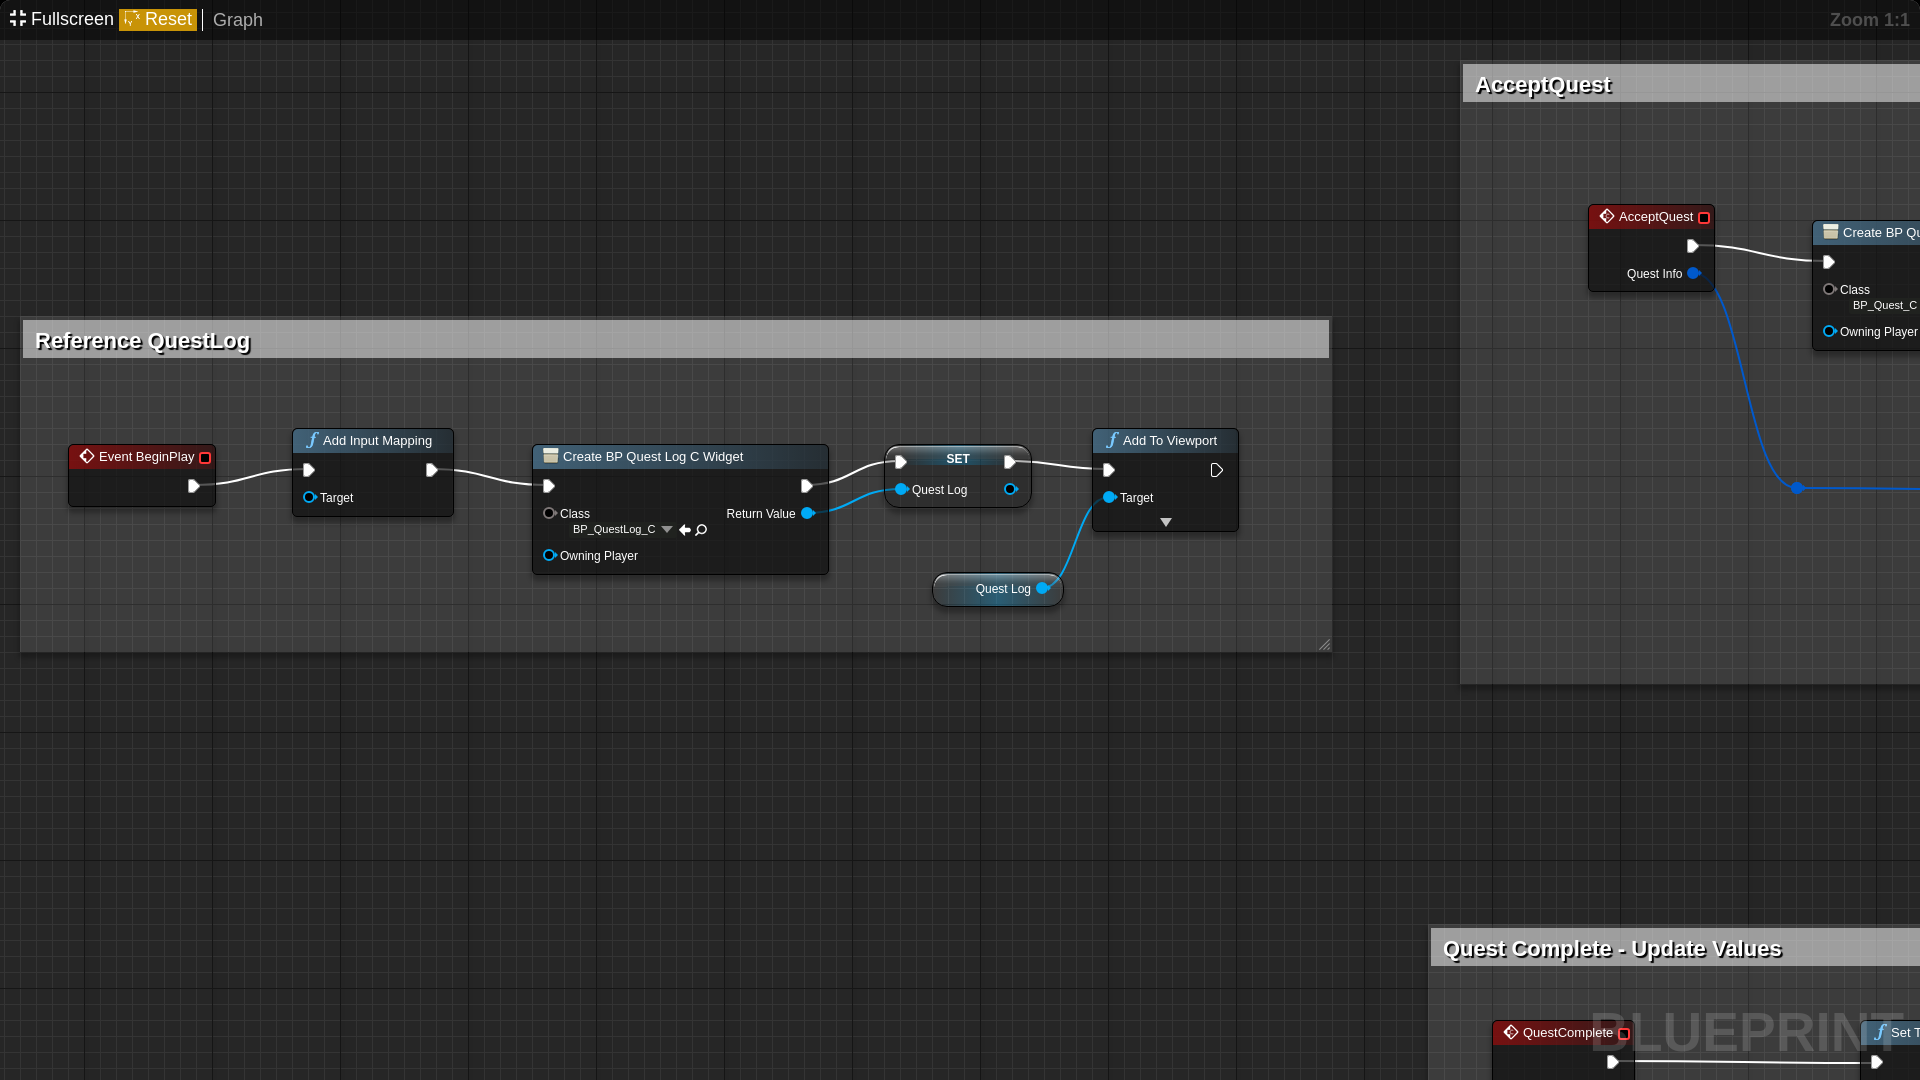 Fullscreen Reset Graph
Zoom 1:1
AcceptQuest
AcceptQuest
Quest Info
Create BP Qu
Class
BP_Quest_C
Owning Player
Reference QuestLog
Event BeginPlay
Add Input Mapping
Target
Create BP Quest Log C Widget
Class
BP_QuestLog_C
Return Value
Owning Player
SET
Quest Log
Add To Viewport
Target
Quest Log
Quest Complete - Update Values
QuestComplete
Set T
BLUEPRINT